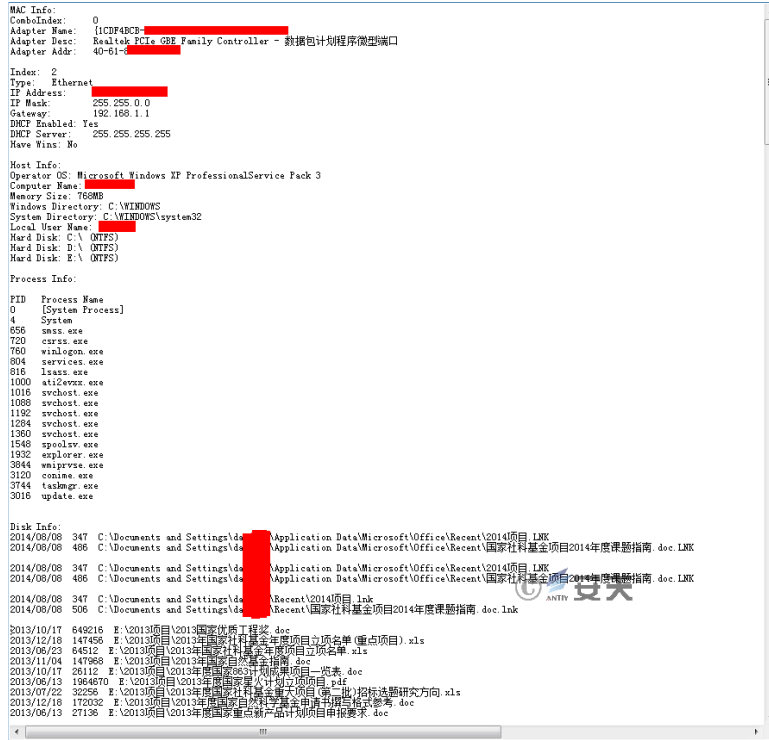 MAC Info:
ComboIndex: 0
Adapter Name: {1CDF4BCB-
Adapter Desc: Realtek PCIe GBE Family Controller - 数据包计划程序微型端口
Adapter Addr: 40-61-8
Index: 2
Type: Ethernet
IP Address:
IP Mask: 255.255.0.0
Gateway: 192.168.1.1
DHCP Enabled: Yes
DHCP Server: 255.255.255.255
Have Wins: No
Host Info:
Operator OS: Microsoft Windows XP ProfessionalService Pack 3
Computer Name:
Memory Size: 768MB
Windows Directory: C:\WINDOWS
System Directory: C:\WINDOWS\system32
Local User Name:
Hard Disk: C:\ (NTFS)
Hard Disk: D:\ (NTFS)
Hard Disk: E:\ (NTFS)
Process Info:
PID Process Name
0 [System Process]
4 System
656 smss.exe
720 csrss.exe
760 winlogon.exe
804 services.exe
816 lsass.exe
1000 ati2evxx.exe
1016 svchost.exe
1088 svchost.exe
1192 svchost.exe
1284 svchost.exe
1360 svchost.exe
1548 spoolsv.exe
1932 explorer.exe
3844 wmiprvse.exe
3120 conime.exe
3744 taskmgr.exe
3016 update.exe
Disk Info:
2014/08/08 347 C:\Documents and Settings\da \Application Data\Microsoft\Office\Recent\2014项目.LNK
2014/08/08 486 C:\Documents and Settings\da \Application Data\Microsoft\Office\Recent\国家社科基金项目2014年度课题指南.doc.LNK
2014/08/08 347 C:\Documents and Settings\da \Application Data\Microsoft\Office\Recent\2014项目.LNK
2014/08/08 486 C:\Documents and Settings\da \Application Data\Microsoft\Office\Recent\国家社科基金项目2014年度课题指南.doc.LNK
2014/08/08 347 C:\Documents and Settings\da \Recent\2014项目.lnk
2014/08/08 506 C:\Documents and Settings\da \Recent\国家社科基金项目2014年度课题指南.doc.lnk
© ANTIY 安天
2013/10/17 649216 E:\2013项目\2013国家优质工程奖.doc
2013/12/18 147456 E:\2013项目\2013年国家社科基金年度项目立项名单(重点项目).xls
2013/06/23 64512 E:\2013项目\2013年国家社科基金年度项目立项名单.xls
2013/11/04 147968 E:\2013项目\2013年国家自然基金指南.doc
2013/10/17 26112 E:\2013项目\2013年度国家863计划成果项目一览表.doc
2013/06/13 1964670 E:\2013项目\2013年度国家星火计划立项项目.pdf
2013/07/22 32256 E:\2013项目\2013年度国家社科基金重大项目(第二批)招标选题研究方向.xls
2013/12/18 172032 E:\2013项目\2013年度国家自然科学基金申请书撰写格式参考.doc
2013/06/13 27136 E:\2013项目\2013年度国家重点新产品计划项目申报要求.doc